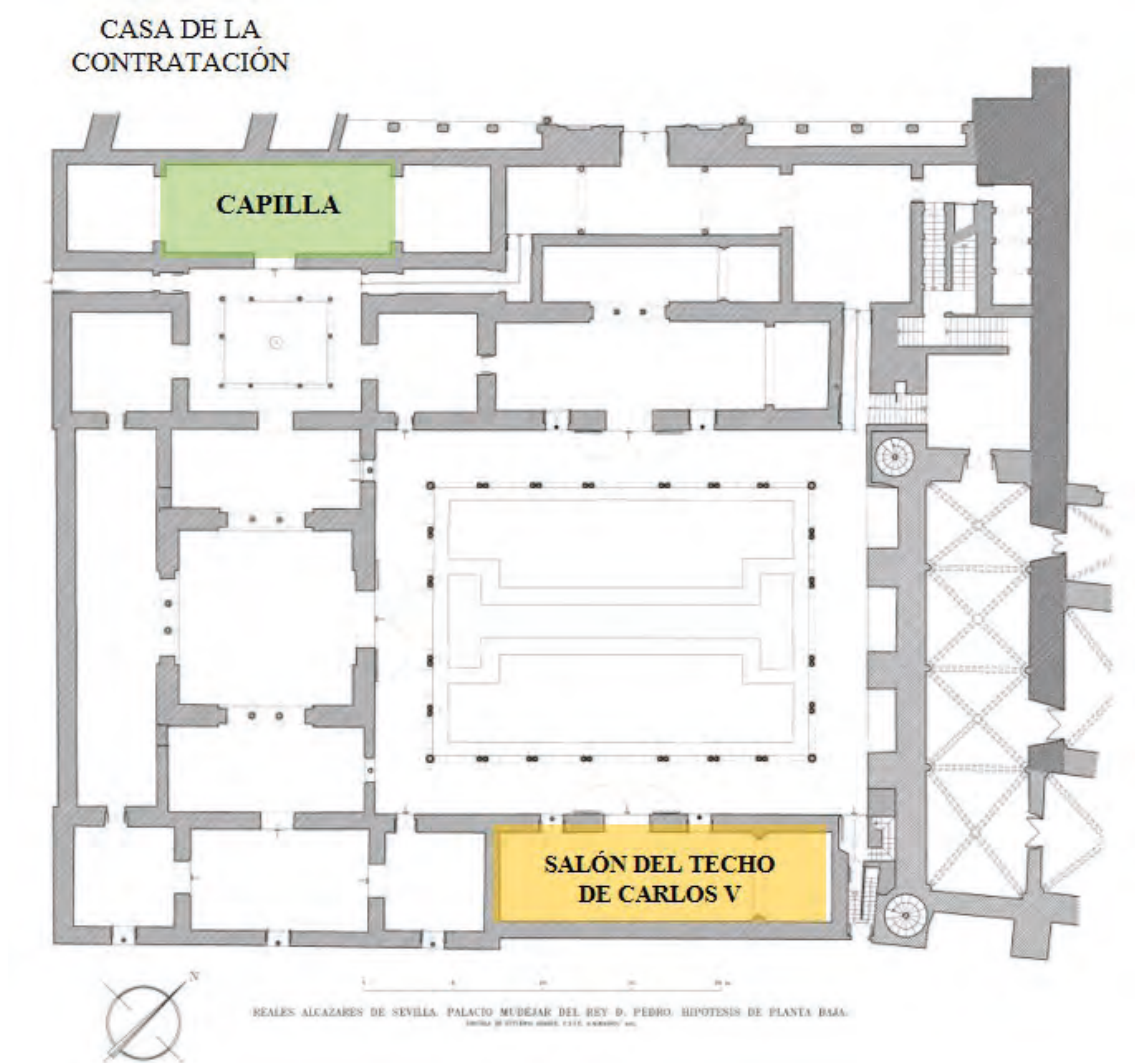 CASA DE LA
CONTRATACIÓN
CAPILLA
SALÓN DEL TECHO
DE CARLOS V
N
REALES ALCAZARES DE SEVILLA. PALACIO MUDÉJAR DEL REY D. PEDRO. HIPOTESIS DE PLANTA BAJA.